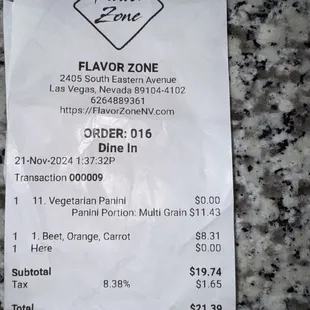 Zone
FLAVOR ZONE
2405 South Eastern Avenue
Las Vegas, Nevada 89104-4102
6264889361
https://FlavorZoneNV.com
ORDER: 016
Dine In
21-Nov-2024 1:37:32P
Transaction 000009
1 11. Vegetarian Panini $0.00
Panini Portion: Multi Grain $11.43
1 1. Beet, Orange, Carrot $8.31
1 Here $0.00
Subtotal $19.74
Tax 8.38% $1.65
Total $21.39